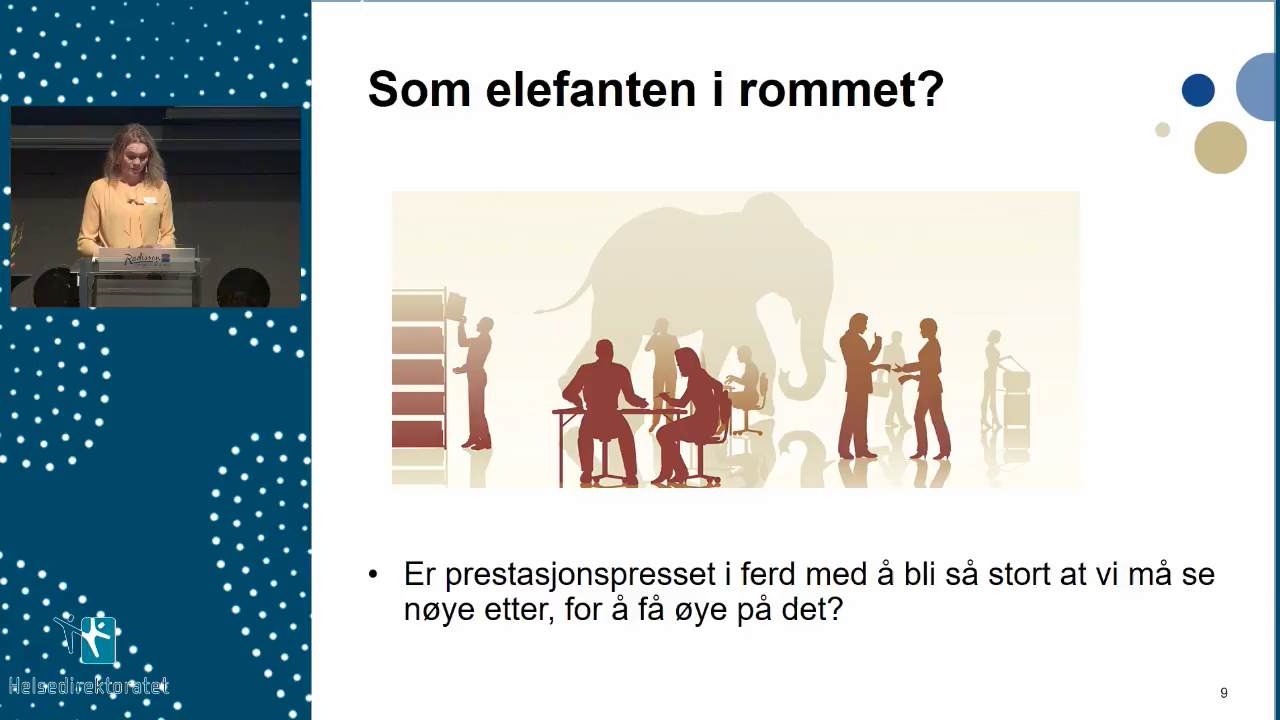 Som elefanten i rommet?
Radisson
• Er prestasjonspresset i ferd med å bli så stort at vi må se
nøye etter, for å få øye på det?
Helsedirektoratet
9